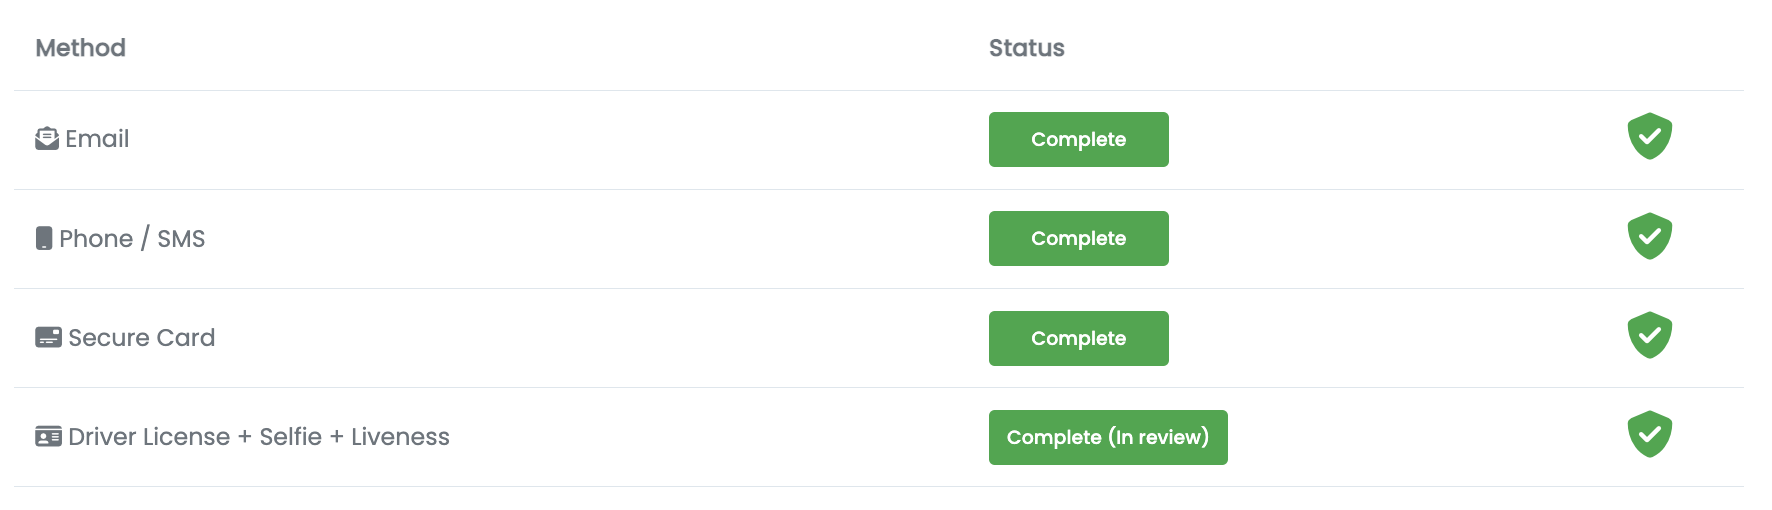 Method Status
Email Complete
Phone / SMS Complete
Secure Card Complete
Driver License + Selfie + Liveness Complete (In review)